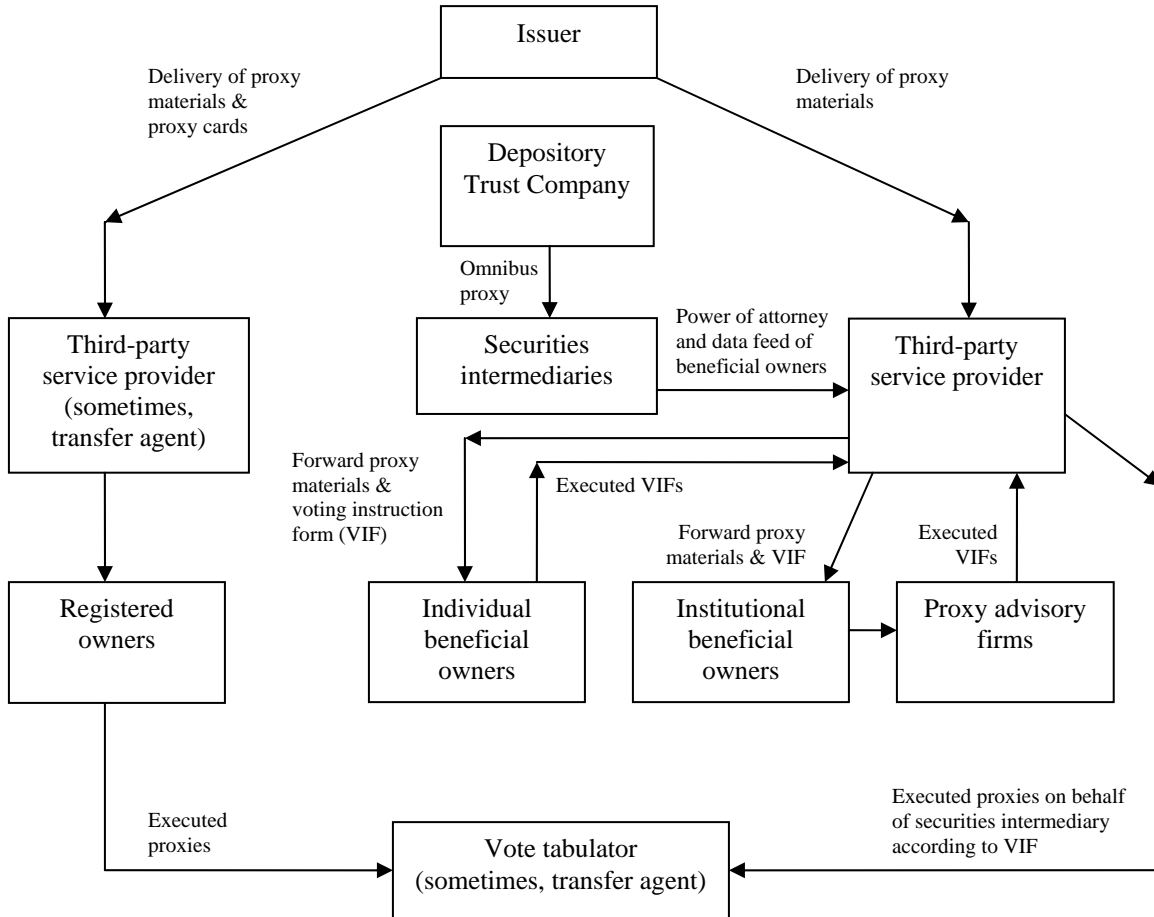 Issuer
Delivery of proxy
materials &
proxy cards
Delivery of proxy
materials
Depository
Trust Company
Omnibus
proxy
Third-party
service provider
(sometimes,
transfer agent)
Securities
intermediaries
Power of attorney
and data feed of
beneficial owners
Third-party
service provider
Forward proxy
materials &
voting instruction
form (VIF)
Executed VIFs
Forward proxy
materials & VIF
Executed
VIFs
Registered
owners
Individual
beneficial
owners
Institutional
beneficial
owners
Proxy advisory
firms
Executed
proxies
Vote tabulator
(sometimes, transfer agent)
Executed proxies on behalf
of securities intermediary
according to VIF